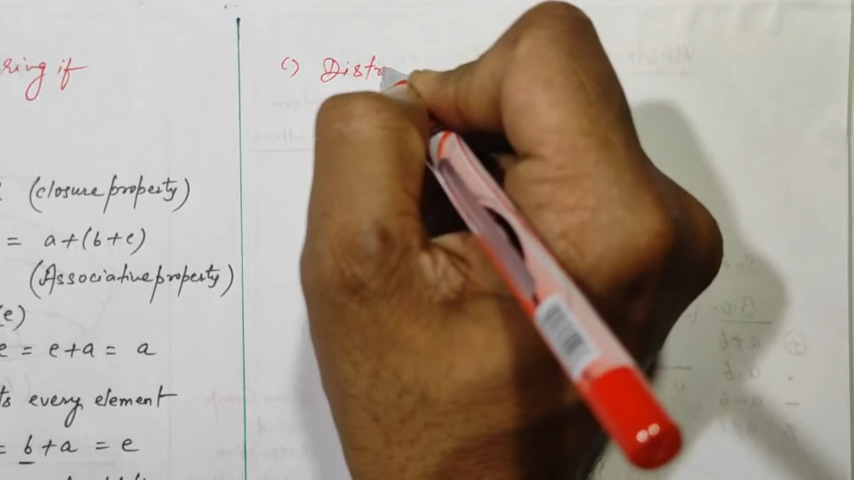 ring if
(closure property)
= a+(b+c)
(Associative property)
(e)
e = e+a = a
ts every element
= b+a = e
c) Distr